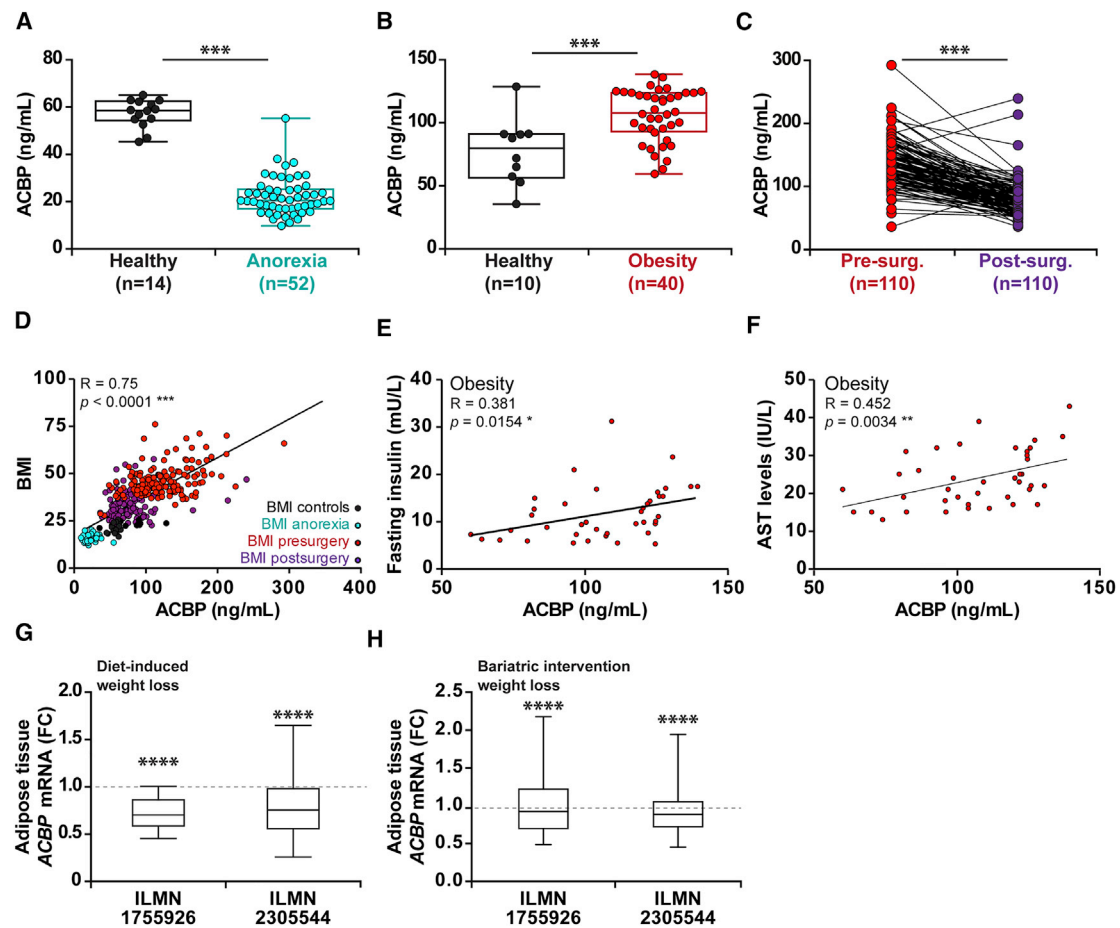 A
ACBP (ng/mL)
80
60
40
20
0
***
Healthy
(n=14)
Anorexia
(n=52)
B
ACBP (ng/mL)
150
100
50
0
***
Healthy
(n=10)
Obesity
(n=40)
C
ACBP (ng/mL)
300
200
100
0
***
Pre-surg.
(n=110)
Post-surg.
(n=110)
D
BMI
100
75
50
25
0
R = 0.75
p < 0.0001 ***
BMI controls
BMI anorexia
BMI presurgery
BMI postsurgery
0 100 200 300 400
ACBP (ng/mL)
E
Fasting insulin (mU/L)
40
30
20
10
0
Obesity
R = 0.381
p = 0.0154 *
50 100 150
ACBP (ng/mL)
F
AST levels (IU/L)
50
40
30
20
10
0
Obesity
R = 0.452
p = 0.0034 **
50 100 150
ACBP (ng/mL)
G
Diet-induced
weight loss
Adipose tissue
ACBP mRNA (FC)
2.0
1.5
1.0
0.5
0
****
****
ILMN
1755926
ILMN
2305544
H
Bariatric intervention
weight loss
Adipose tissue
ACBP mRNA (FC)
2.5
2.0
1.5
1.0
0.5
0.0
****
****
ILMN
1755926
ILMN
2305544